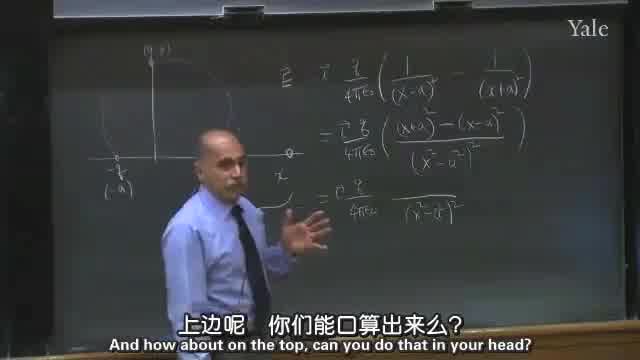 Yale
(0, y)
E = i q/4πε₀ ( 1/(x-a)² - 1/(x+a)² )
= i q/4πε₀ ( (x+a)² - (x-a)² / (x²-a²)² )
= i q/4πε₀ / (x²-a²)²
-q
(-a)
x
上边呢 你们能口算出来么?
And how about on the top, can you do that in your head?